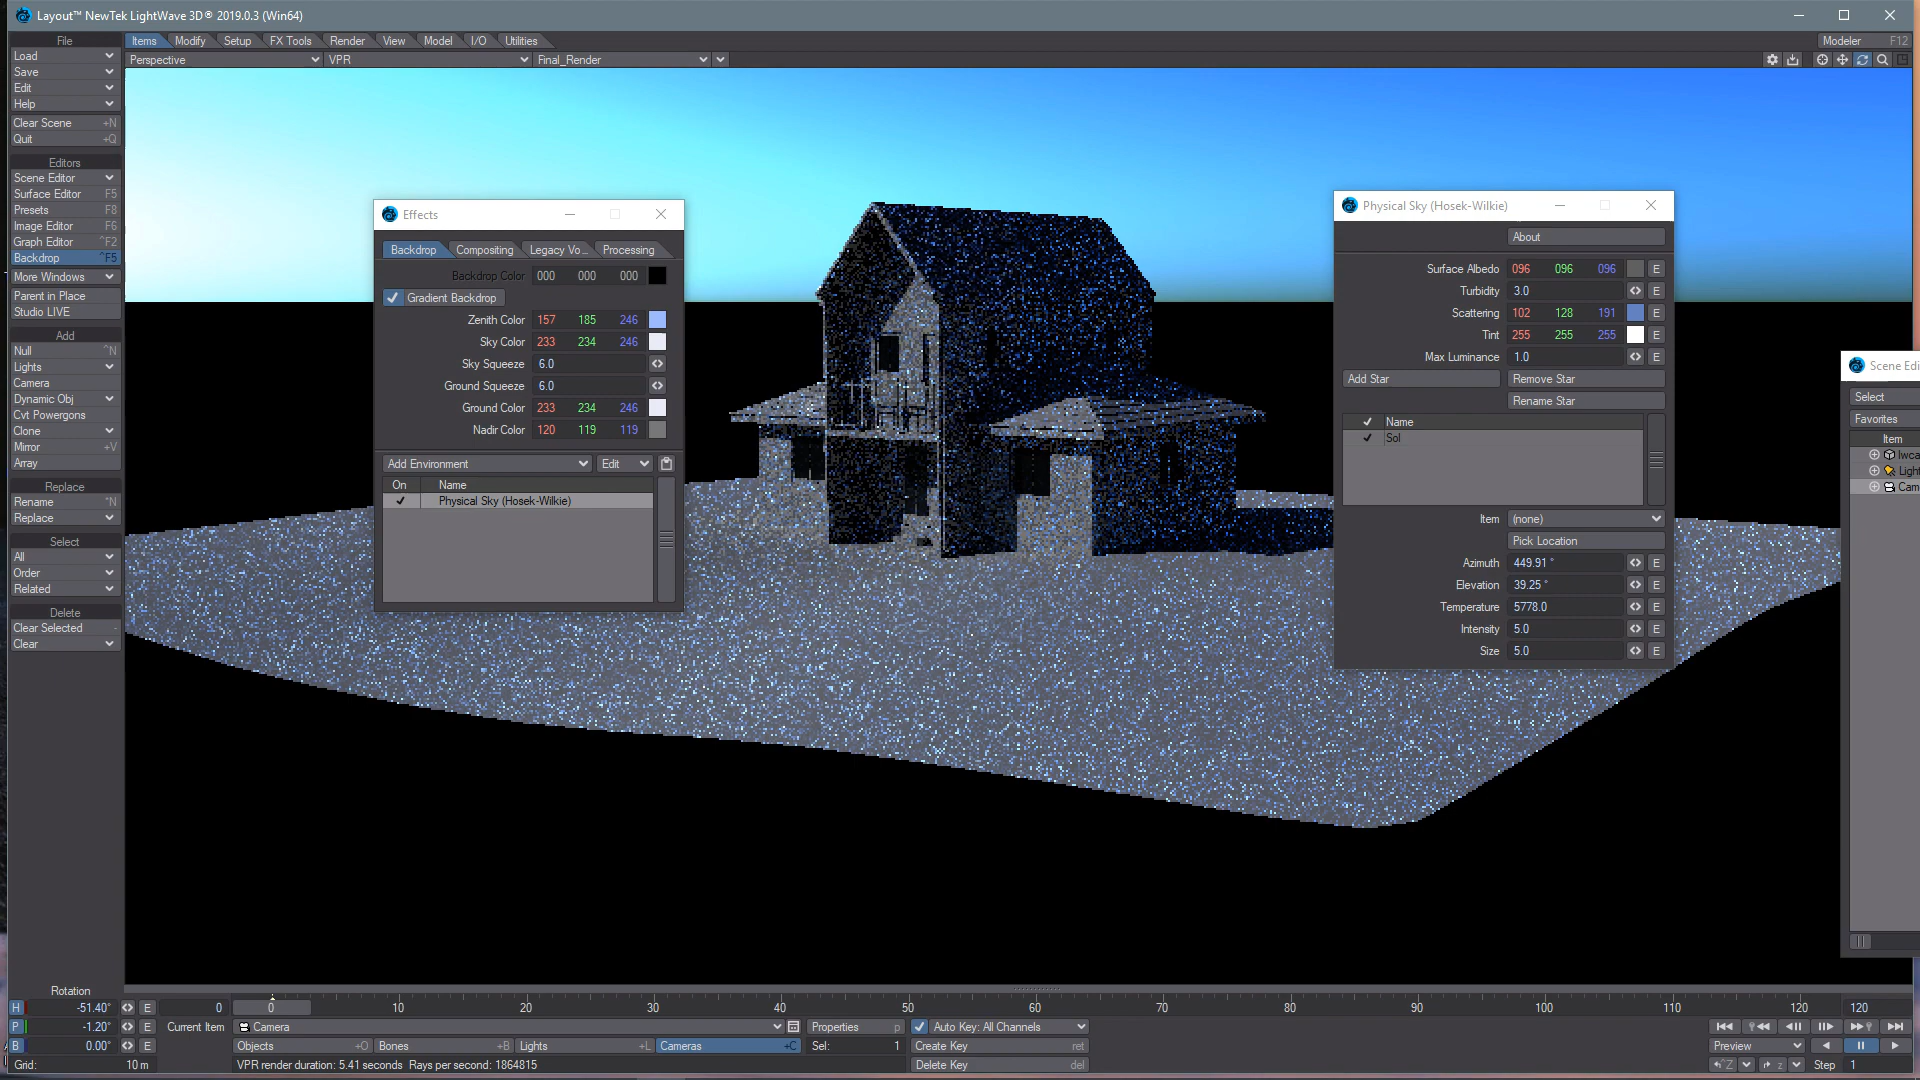 Layout™ NewTek LightWave 3D® 2019.0.3 (Win64)
File
Items Modify Setup FX Tools Render View Model I/O Utilities
Modeler F12
Perspective VPR Final_Render
Load
Save
Edit
Help
Clear Scene +N
Quit +Q
Editors
Scene Editor
Surface Editor F5
Presets F8
Image Editor F6
Graph Editor ^F2
Backdrop ^F5
More Windows
Parent in Place
Studio LIVE
Add
Null ^N
Lights
Camera
Dynamic Obj
Cvt Powergons
Clone
Mirror +V
Array
Replace
Rename ^N
Replace
Select
All
Order
Related
Delete
Clear Selected -
Clear
Effects
Backdrop Compositing Legacy Vo... Processing
Backdrop Color 000 000 000
Gradient Backdrop
Zenith Color 157 185 246
Sky Color 233 234 246
Sky Squeeze 6.0
Ground Squeeze 6.0
Ground Color 233 234 246
Nadir Color 120 119 119
Add Environment Edit
On Name
Physical Sky (Hosek-Wilkie)
Physical Sky (Hosek-Wilkie)
About
Surface Albedo 096 096 096 E
Turbidity 3.0 E
Scattering 102 128 191 E
Tint 255 255 255 E
Max Luminance 1.0 E
Add Star Remove Star
Rename Star
Name
Sol
Item (none)
Pick Location
Azimuth 449.91 ° E
Elevation 39.25 ° E
Temperature 5778.0 E
Intensity 5.0 E
Size 5.0 E
Scene Edi
Select
Favorites
Item
lwca
Light
Cam
Rotation
H -51.40° E 0 0 10 20 30 40 50 60 70 80 90 100 110 120 120
P -1.20° E Current Item Camera Properties p Auto Key: All Channels
B 0.00° E Objects +O Bones +B Lights +L Cameras +C Sel: 1 Create Key ret Preview
Grid: 10 m VPR render duration: 5.41 seconds Rays per second: 1864815 Delete Key del Step 1